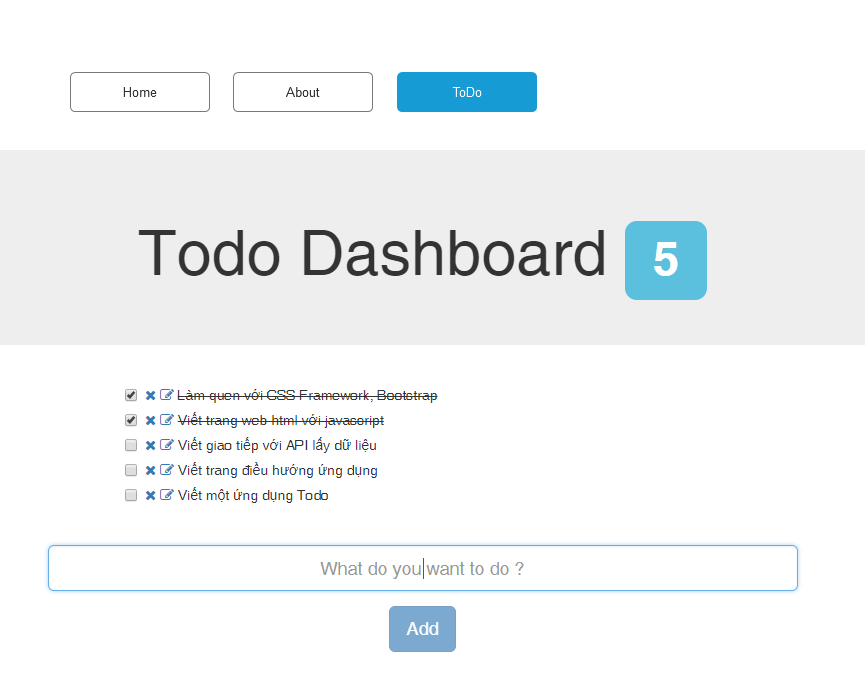 Home About ToDo
Todo Dashboard 5
Làm quen với CSS Framework, Bootstrap
Viết trang web html với javascript
Viết giao tiếp với API lấy dữ liệu
Viết trang điều hướng ứng dụng
Viết một ứng dụng Todo
What do you want to do ?
Add